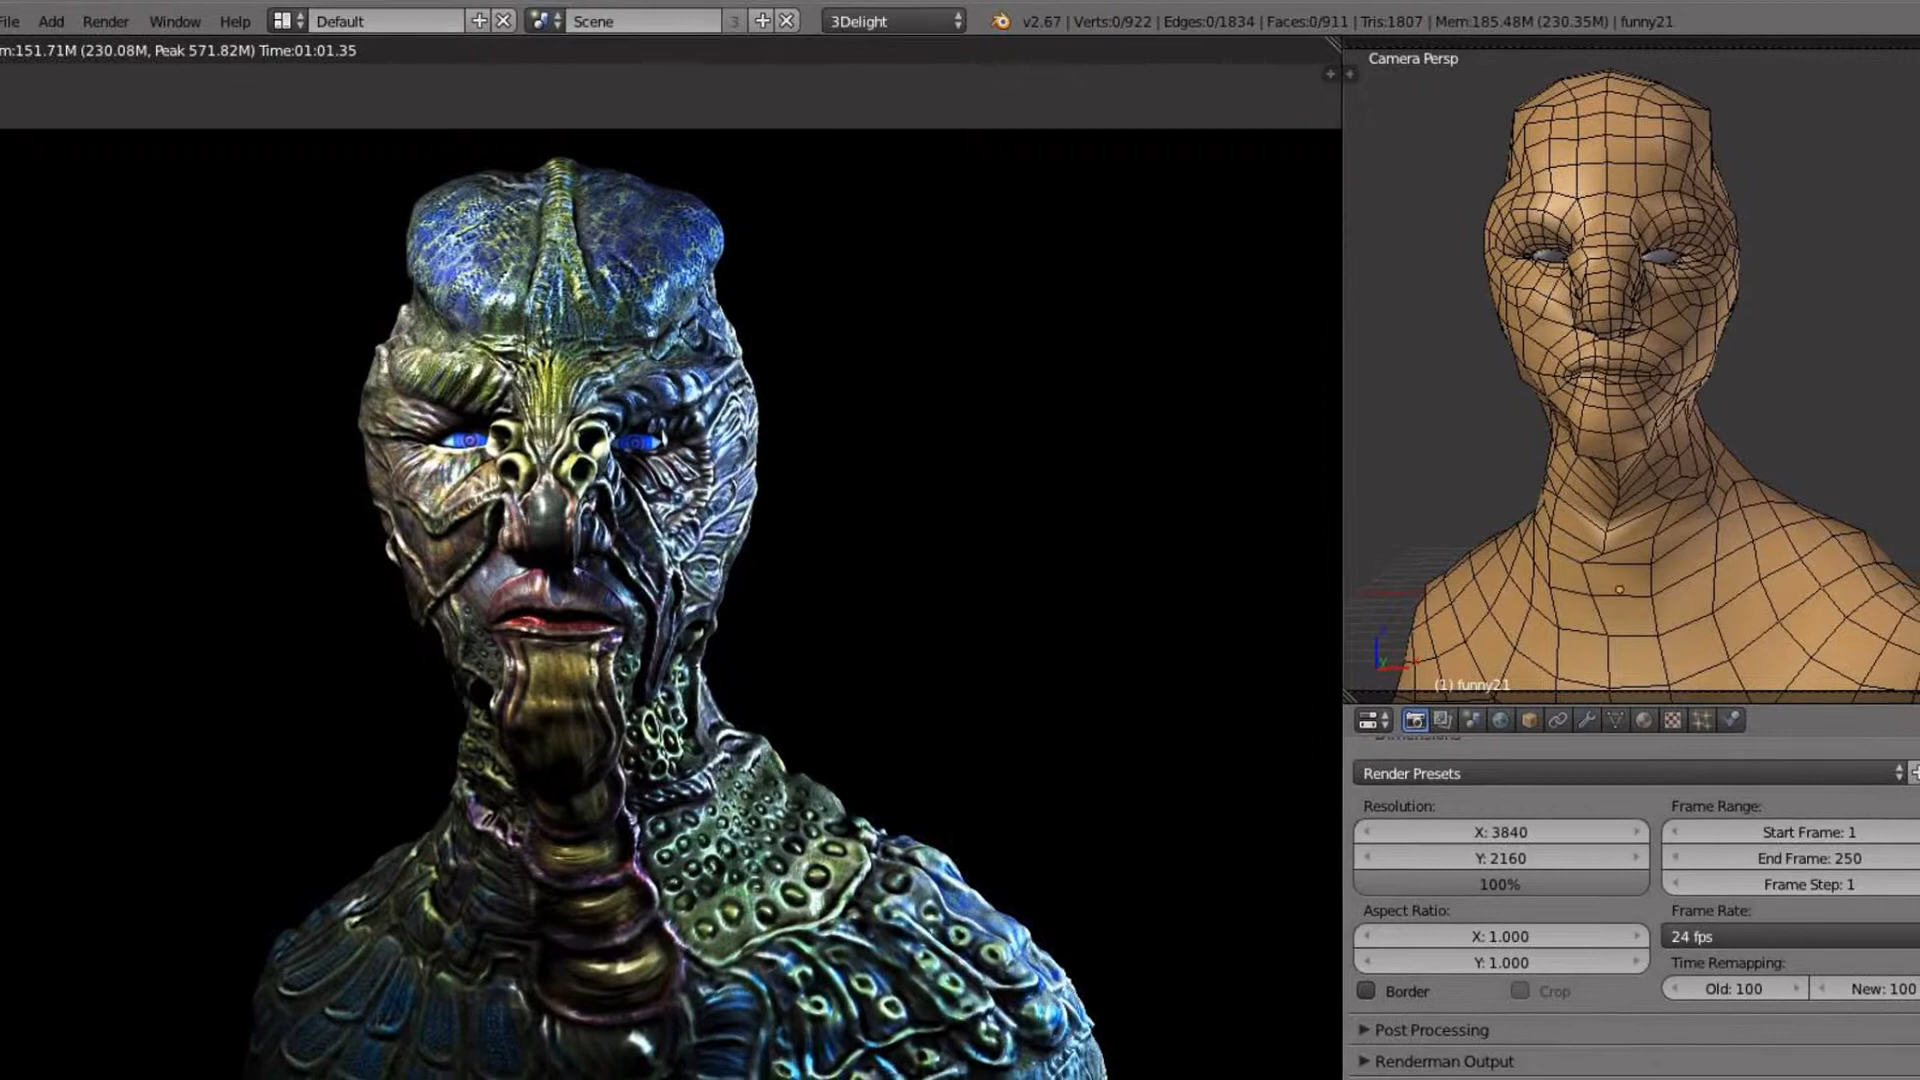 File Add Render Window Help Default Scene 3 3Delight v2.67 | Verts:0/922 | Edges:0/1834 | Faces:0/911 | Tris:1807 | Mem:185.48M (230.35M) | funny21
m:151.71M (230.08M, Peak 571.82M) Time:01:01.35
Camera Persp
(1) funny21
Dimensions
Render Presets
Resolution: Frame Range:
X: 3840 Start Frame: 1
Y: 2160 End Frame: 250
100% Frame Step: 1
Aspect Ratio: Frame Rate:
X: 1.000 24 fps
Y: 1.000 Time Remapping:
Border Crop Old: 100 New: 100
Post Processing
Renderman Output